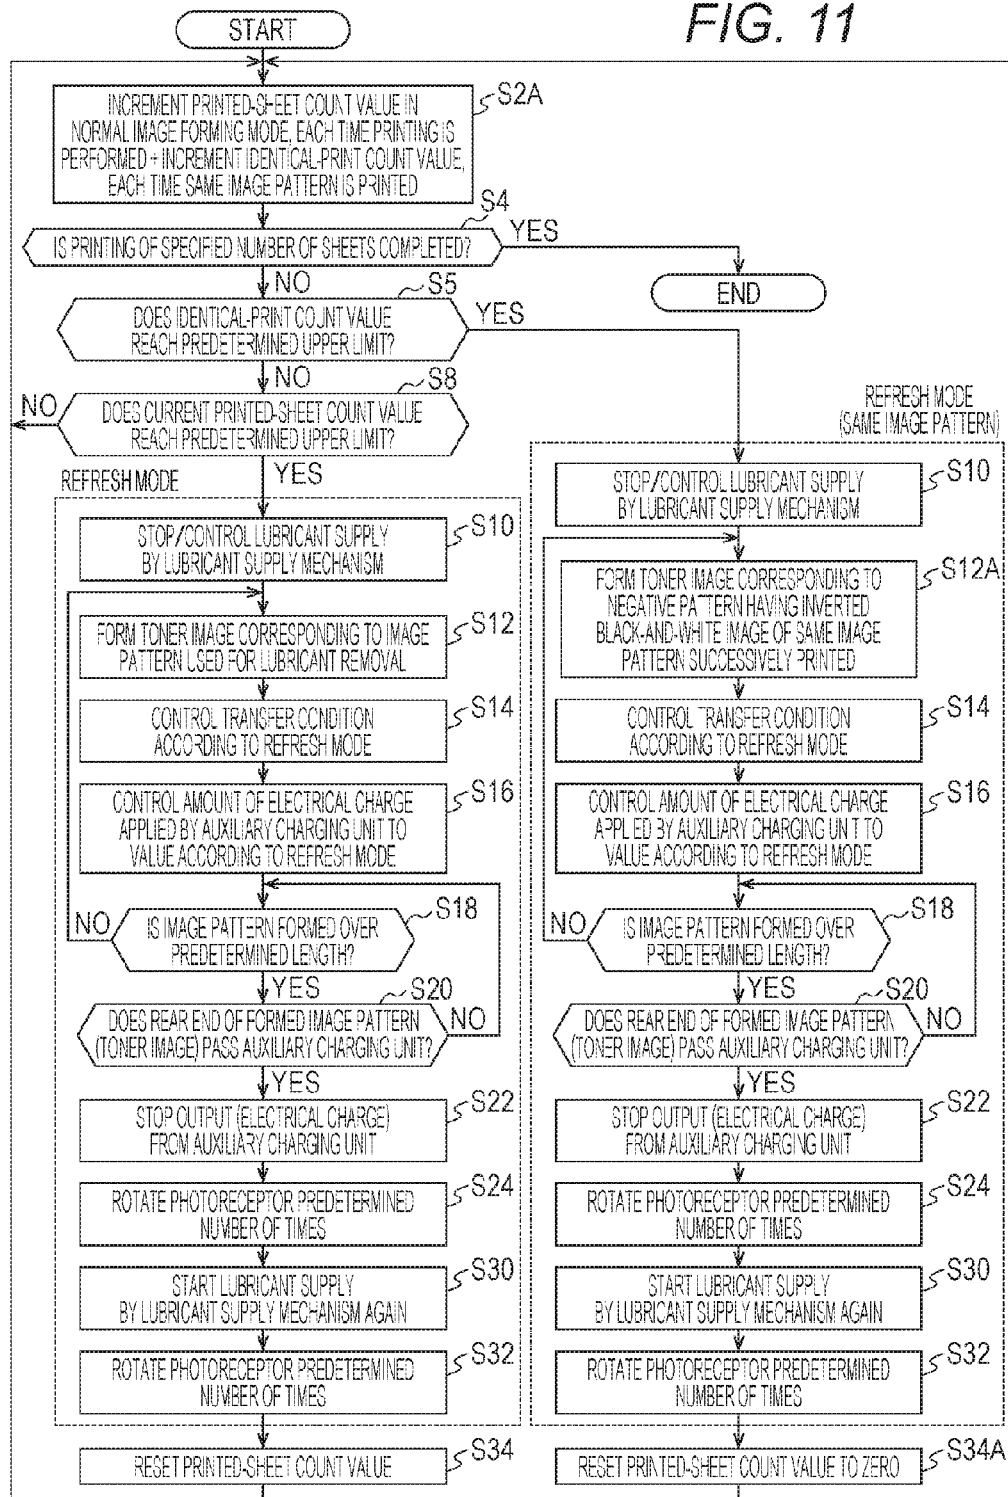 FIG. 11
START
INCREMENT PRINTED-SHEET COUNT VALUE IN
NORMAL IMAGE FORMING MODE, EACH TIME PRINTING IS
PERFORMED + INCREMENT IDENTICAL-PRINT COUNT VALUE,
EACH TIME SAME IMAGE PATTERN IS PRINTED
S2A
S4
IS PRINTING OF SPECIFIED NUMBER OF SHEETS COMPLETED?
YES
END
NO
S5
DOES IDENTICAL-PRINT COUNT VALUE
REACH PREDETERMINED UPPER LIMIT?
YES
NO
S8
NO
DOES CURRENT PRINTED-SHEET COUNT VALUE
REACH PREDETERMINED UPPER LIMIT?
YES
REFRESH MODE
S10
STOP/CONTROL LUBRICANT SUPPLY
BY LUBRICANT SUPPLY MECHANISM
S12
FORM TONER IMAGE CORRESPONDING TO IMAGE
PATTERN USED FOR LUBRICANT REMOVAL
S14
CONTROL TRANSFER CONDITION
ACCORDING TO REFRESH MODE
S16
CONTROL AMOUNT OF ELECTRICAL CHARGE
APPLIED BY AUXILIARY CHARGING UNIT TO
VALUE ACCORDING TO REFRESH MODE
S18
NO
IS IMAGE PATTERN FORMED OVER
PREDETERMINED LENGTH?
YES
S20
DOES REAR END OF FORMED IMAGE PATTERN
(TONER IMAGE) PASS AUXILIARY CHARGING UNIT?
NO
YES
S22
STOP OUTPUT (ELECTRICAL CHARGE)
FROM AUXILIARY CHARGING UNIT
S24
ROTATE PHOTORECEPTOR PREDETERMINED
NUMBER OF TIMES
S30
START LUBRICANT SUPPLY
BY LUBRICANT SUPPLY MECHANISM AGAIN
S32
ROTATE PHOTORECEPTOR PREDETERMINED
NUMBER OF TIMES
S34
RESET PRINTED-SHEET COUNT VALUE
REFRESH MODE
(SAME IMAGE PATTERN)
S10
STOP/CONTROL LUBRICANT SUPPLY
BY LUBRICANT SUPPLY MECHANISM
S12A
FORM TONER IMAGE CORRESPONDING TO
NEGATIVE PATTERN HAVING INVERTED
BLACK-AND-WHITE IMAGE OF SAME IMAGE
PATTERN SUCCESSIVELY PRINTED
S14
CONTROL TRANSFER CONDITION
ACCORDING TO REFRESH MODE
S16
CONTROL AMOUNT OF ELECTRICAL CHARGE
APPLIED BY AUXILIARY CHARGING UNIT TO
VALUE ACCORDING TO REFRESH MODE
S18
NO
IS IMAGE PATTERN FORMED OVER
PREDETERMINED LENGTH?
YES
S20
DOES REAR END OF FORMED IMAGE PATTERN
(TONER IMAGE) PASS AUXILIARY CHARGING UNIT?
NO
YES
S22
STOP OUTPUT (ELECTRICAL CHARGE)
FROM AUXILIARY CHARGING UNIT
S24
ROTATE PHOTORECEPTOR PREDETERMINED
NUMBER OF TIMES
S30
START LUBRICANT SUPPLY
BY LUBRICANT SUPPLY MECHANISM AGAIN
S32
ROTATE PHOTORECEPTOR PREDETERMINED
NUMBER OF TIMES
S34A
RESET PRINTED-SHEET COUNT VALUE TO ZERO